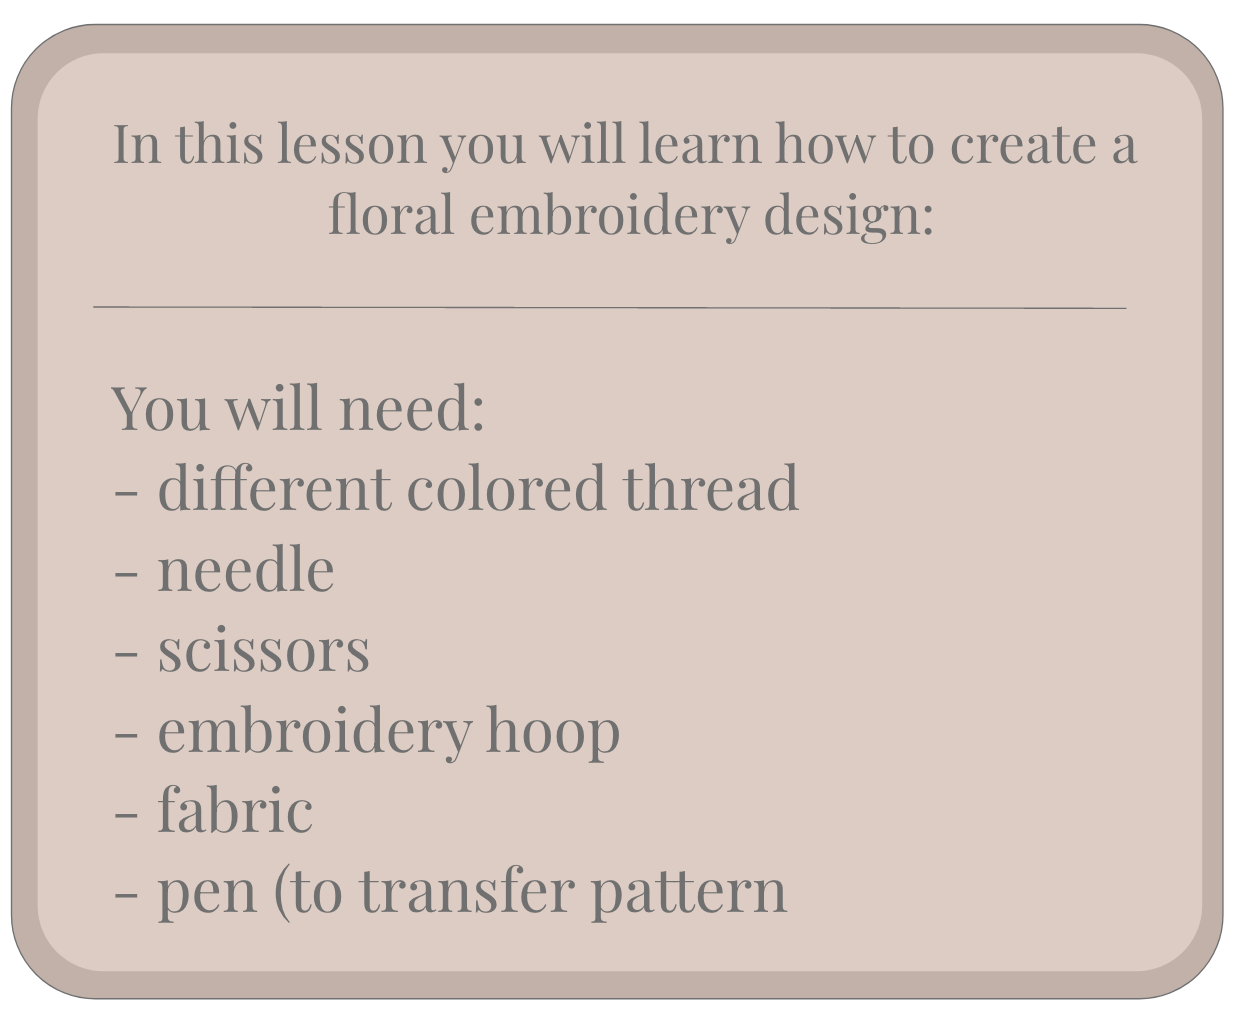 In this lesson you will learn how to create a
floral embroidery design:
You will need:
- different colored thread
- needle
- scissors
- embroidery hoop
- fabric
- pen (to transfer pattern